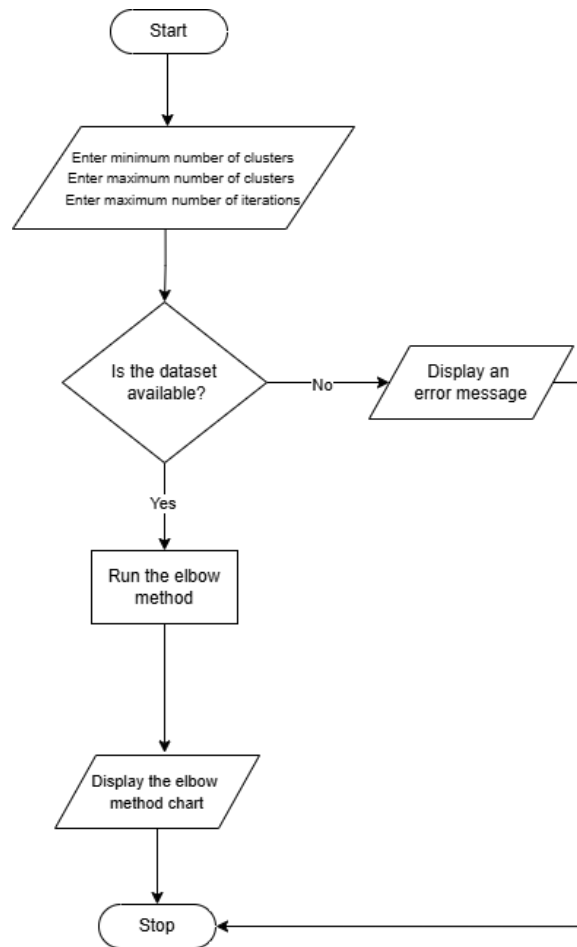 Start
Enter minimum number of clusters
Enter maximum number of clusters
Enter maximum number of iterations
Is the dataset
available?
No
Display an
error message
Yes
Run the elbow
method
Display the elbow
method chart
Stop